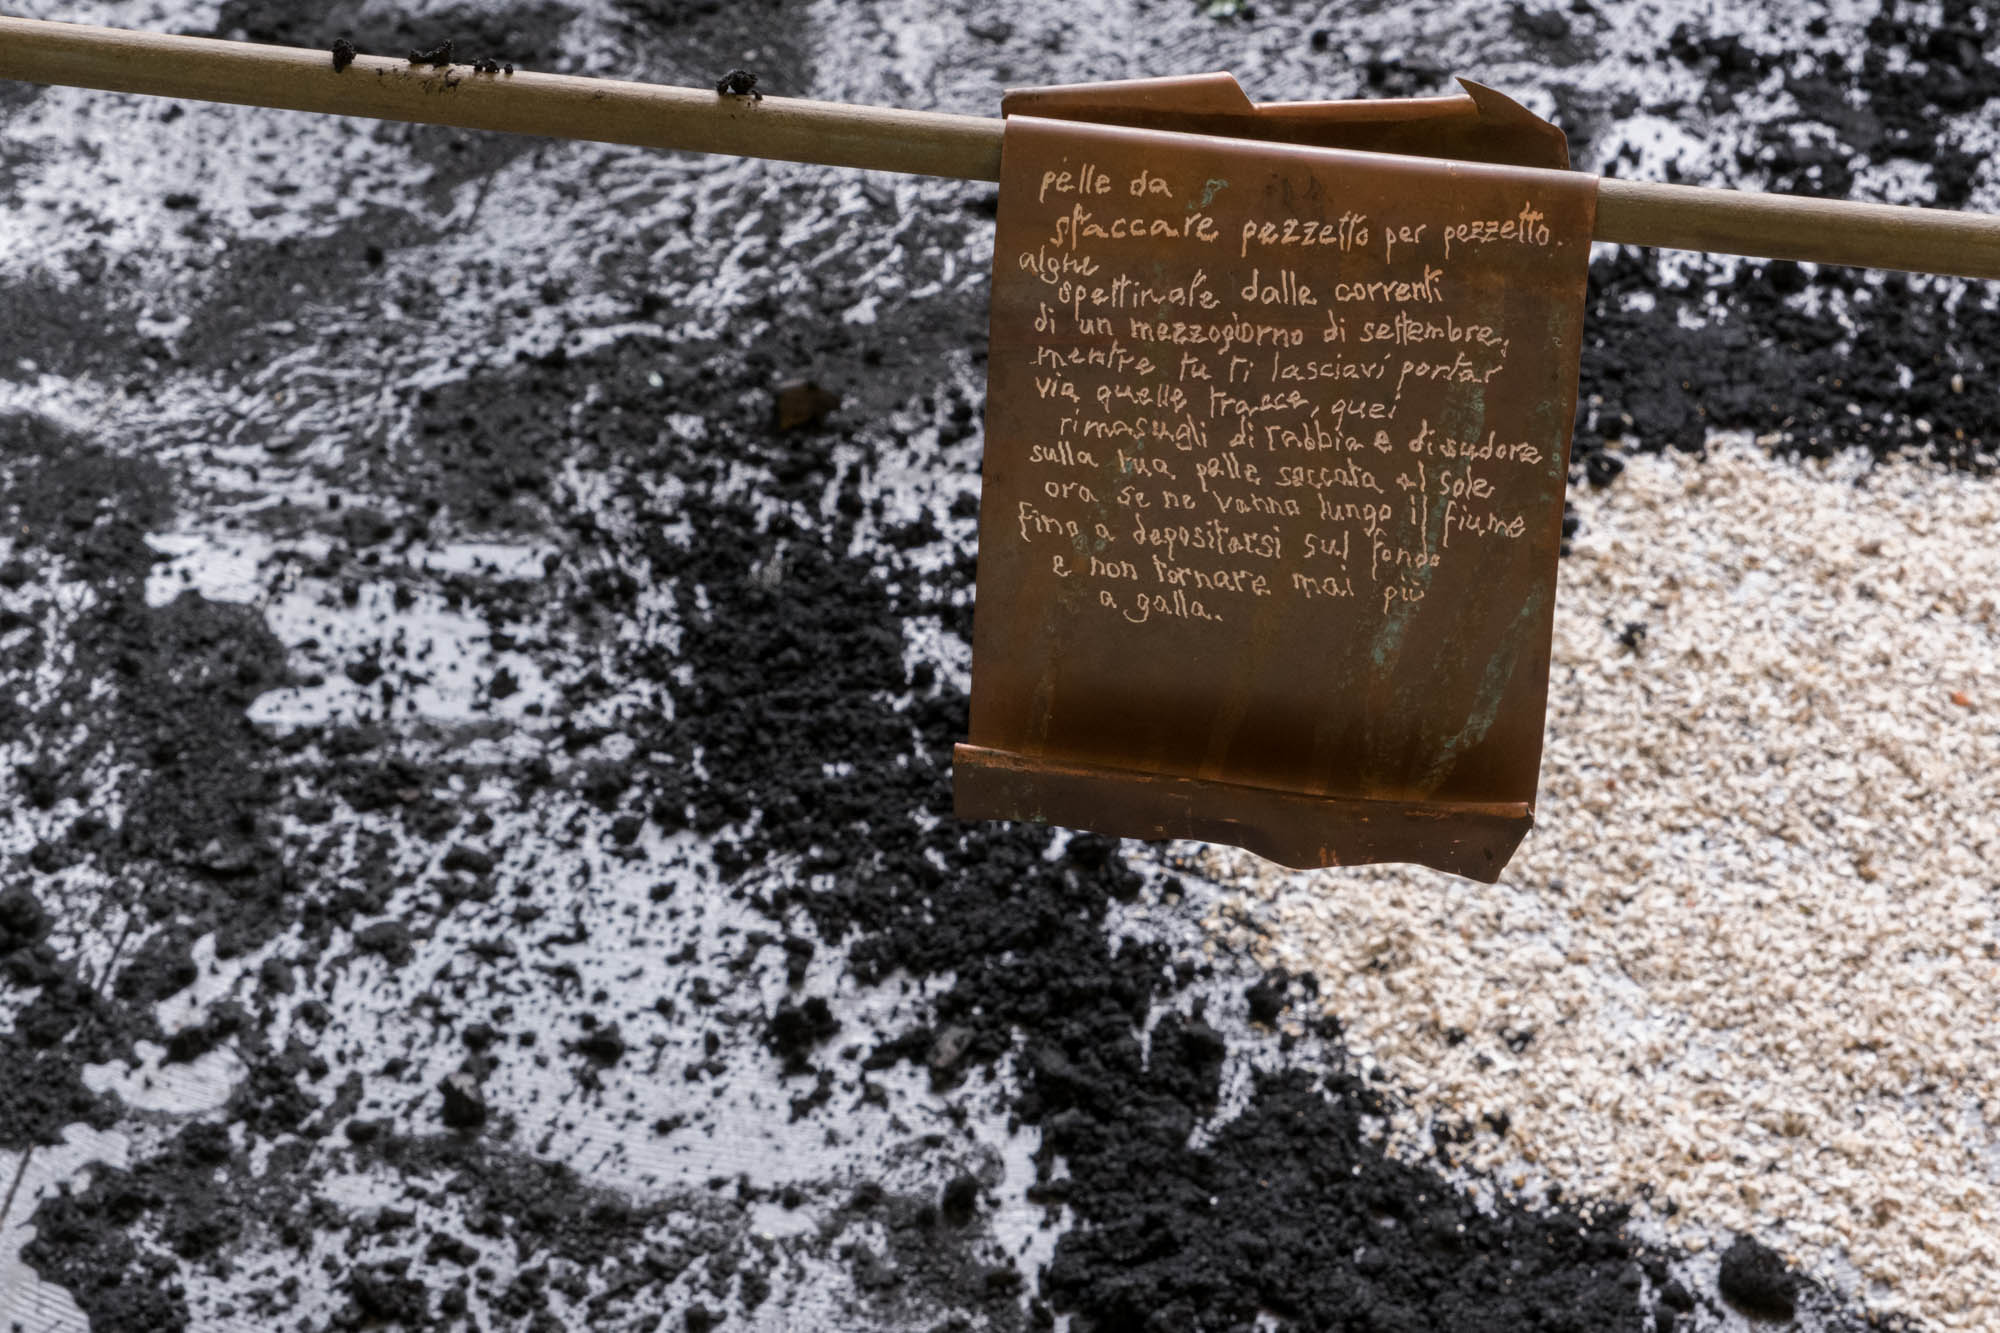 pelle da
staccare pezzetto per pezzetto.
alghe
spettinate dalle correnti
di un mezzogiorno di settembre,
mentre tu ti lasciavi portar
via quelle tracce, quei
rimasugli di rabbia e di sudore
sulla tua pelle seccata al sole
ora se ne vanno lungo il fiume
fino a depositarsi sul fondo
e non tornare mai più
a galla.